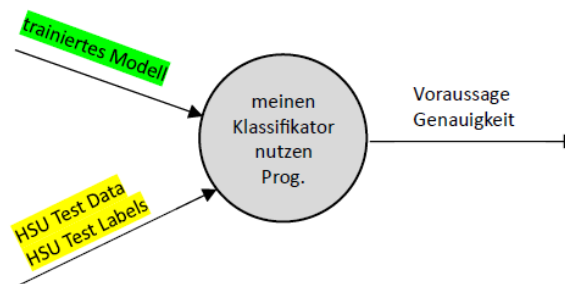 trainiertes Modell
meinen
Klassifikator
nutzen
Prog.
Voraussage
Genauigkeit
HSU Test Data
HSU Test Labels